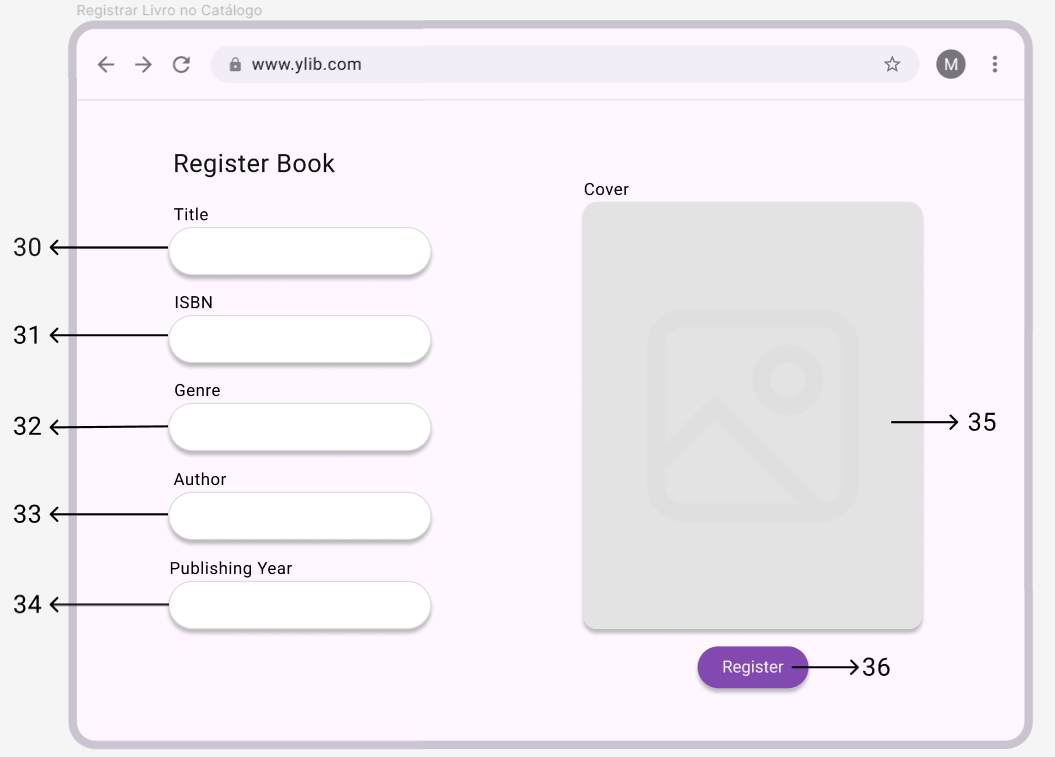 Registrar Livro no Catálogo
www.ylib.com
M
Register Book
Title
30
ISBN
31
Genre
32
Author
33
Publishing Year
34
Cover
35
Register
36